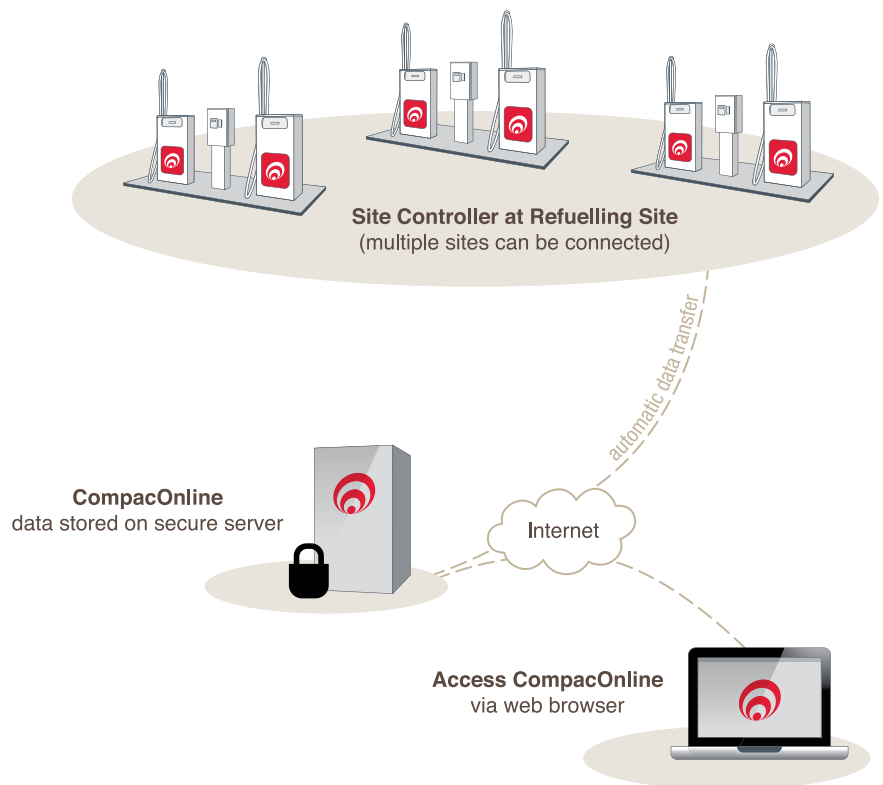 Site Controller at Refuelling Site
(multiple sites can be connected)
automatic data transfer
CompacOnline
data stored on secure server
Internet
Access CompacOnline
via web browser